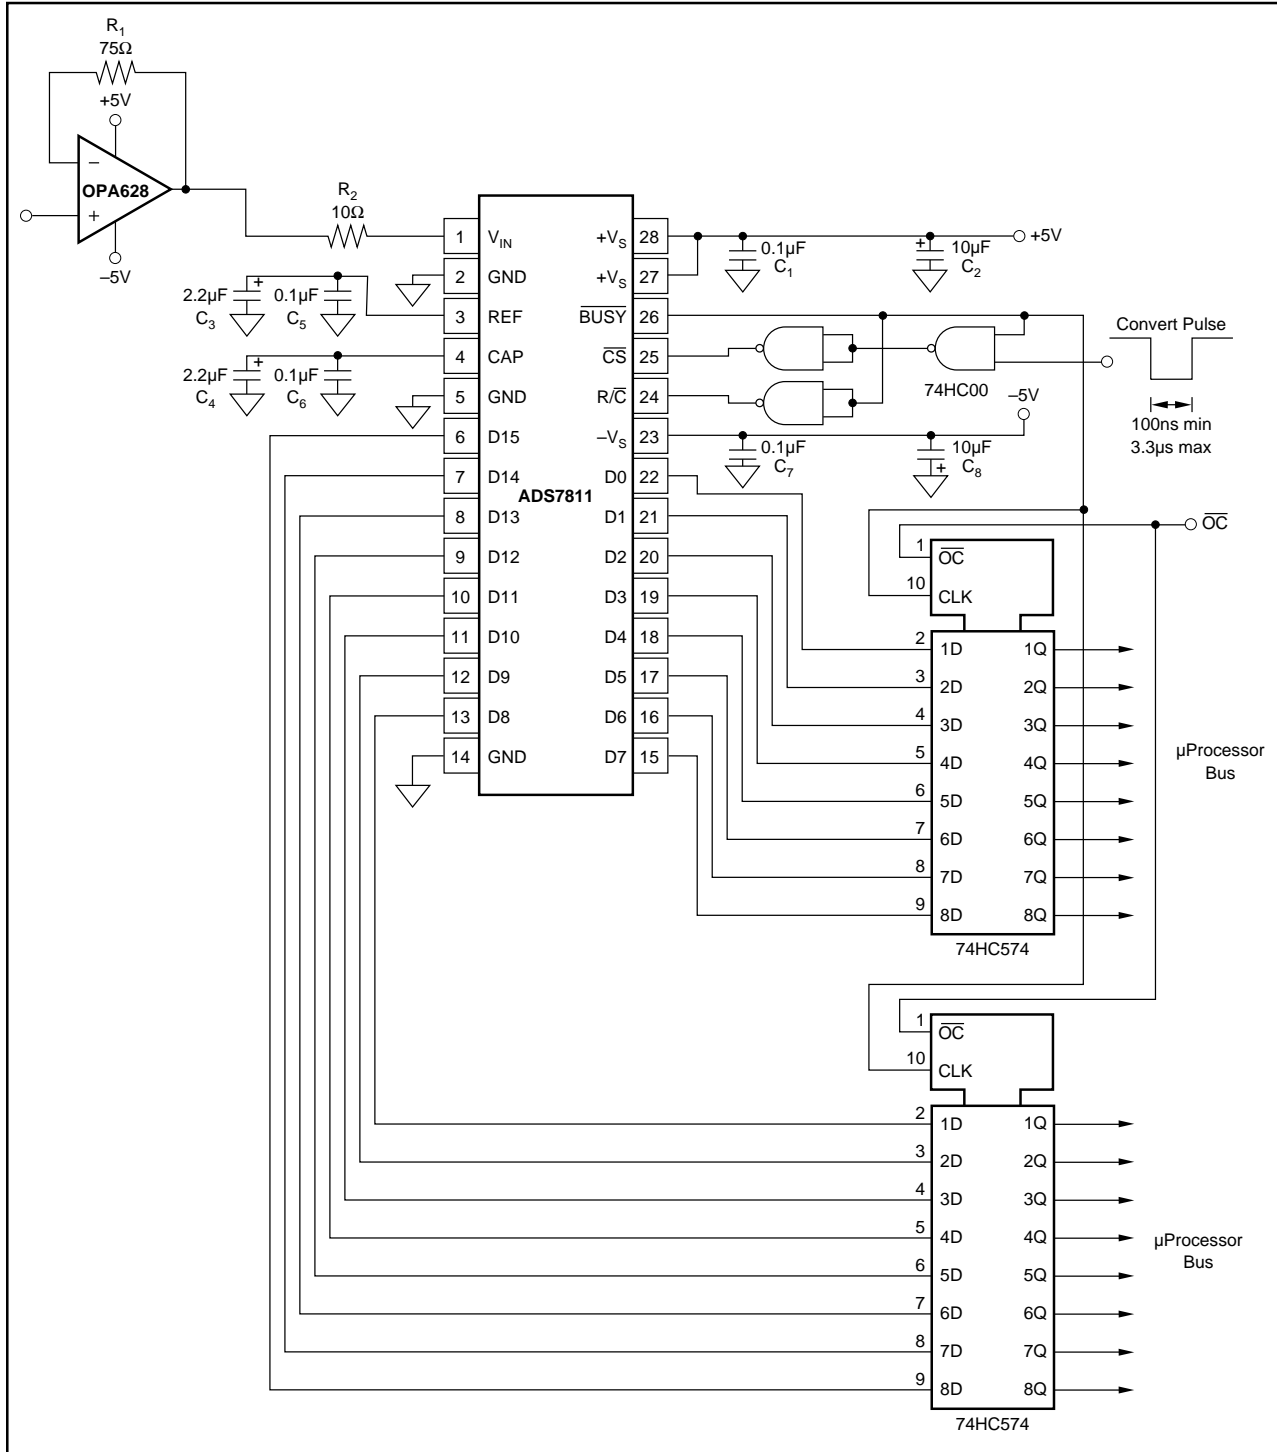 R1
75Ω
+5V
−
OPA628
+
–5V
R2
10Ω
1 VIN +VS 28
2 GND +VS 27
3 REF BUSY 26
4 CAP CS 25
5 GND R/C 24
6 D15 –VS 23
7 D14 D0 22
ADS7811
8 D13 D1 21
9 D12 D2 20
10 D11 D3 19
11 D10 D4 18
12 D9 D5 17
13 D8 D6 16
14 GND D7 15
2.2µF
C3
0.1µF
C5
2.2µF
C4
0.1µF
C6
0.1µF
C1
+
10µF
C2
+5V
+
+
74HC00
Convert Pulse
100ns min
3.3µs max
–5V
0.1µF
C7
10µF
+
C8
OC
1 OC
10 CLK
2 1D 1Q
3 2D 2Q
4 3D 3Q
5 4D 4Q
6 5D 5Q
7 6D 6Q
8 7D 7Q
9 8D 8Q
74HC574
µProcessor
Bus
1 OC
10 CLK
2 1D 1Q
3 2D 2Q
4 3D 3Q
5 4D 4Q
6 5D 5Q
7 6D 6Q
8 7D 7Q
9 8D 8Q
74HC574
µProcessor
Bus